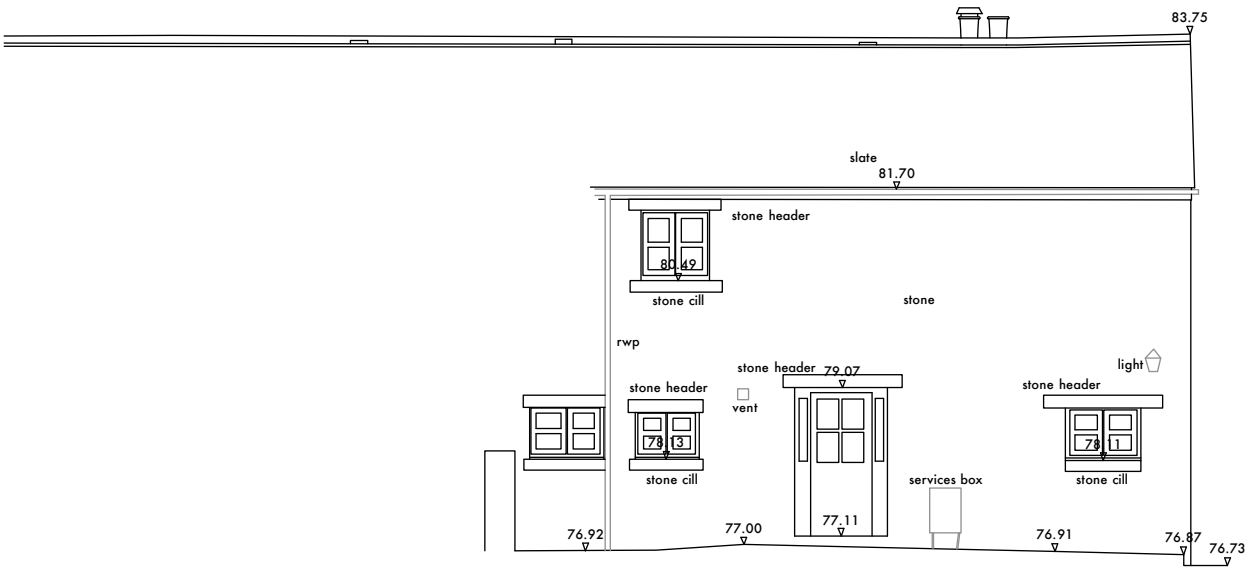 83.75
slate
81.70
stone header
80.49
stone cill
stone
rwp
light
stone header
79.07
stone header
stone header
vent
78.13
78.11
stone cill
services box
stone cill
77.11
76.92
77.00
76.91
76.87
76.73